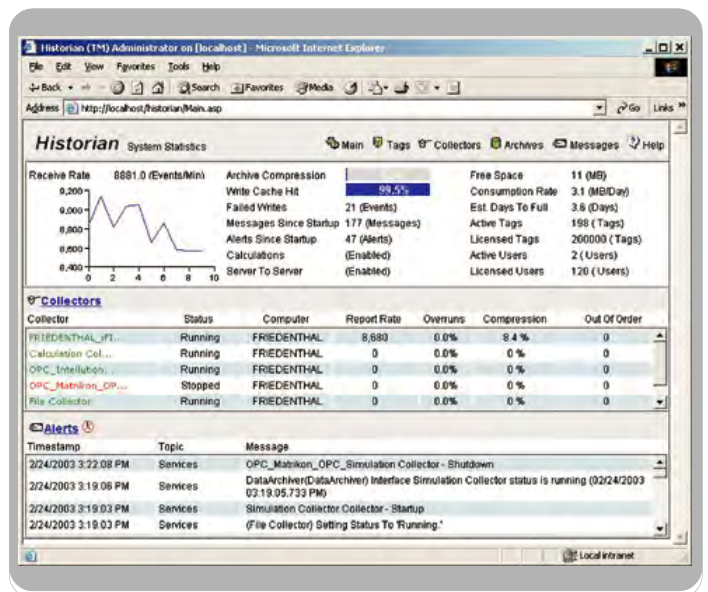 Historian (TM) Administrator on [localhost] - Microsoft Internet Explorer
File Edit View Favorites Tools Help
Back Search Favorites Media
Address http://localhost/historian/Main.asp Go Links »
Historian System Statistics Main Tags Collectors Archives Messages Help
Receive Rate 8881.0 (Events/Min) Archive Compression Free Space 11 (MB)
Write Cache Hit 99.5% Consumption Rate 3.1 (MB/Day)
Failed Writes 21 (Events) Est. Days To Full 3.6 (Days)
Messages Since Startup 177 (Messages) Active Tags 198 (Tags)
Alerts Since Startup 47 (Alerts) Licensed Tags 200000 (Tags)
Calculations (Enabled) Active Users 2 (Users)
Server To Server (Enabled) Licensed Users 120 (Users)
9,200
9,000
8,800
8,600
8,400
0 2 4 6 8 10
Collectors
Collector Status Computer Report Rate Overruns Compression Out Of Order
FRIEDENTHAL_iFI... Running FRIEDENTHAL 8,680 0.0% 8.4 % 0
Calculation Col... Running FRIEDENTHAL 0 0.0% 0 % 0
OPC_Intellution... Running FRIEDENTHAL 0 0.0% 0 % 0
OPC_Matrikon_OP... Stopped FRIEDENTHAL 0 0.0% 0 % 0
File Collector Running FRIEDENTHAL 0 0.0% 0 % 0
Alerts
Timestamp Topic Message
2/24/2003 3:22:08 PM Services OPC_Matrikon_OPC_Simulation Collector - Shutdown
2/24/2003 3:19:06 PM Services DataArchiver(DataArchiver) Interface Simulation Collector status is running (02/24/2003
03:19:05.733 PM)
2/24/2003 3:19:03 PM Services Simulation Collector Collector - Startup
2/24/2003 3:19:03 PM Services (File Collector) Setting Status To 'Running.'
Local intranet